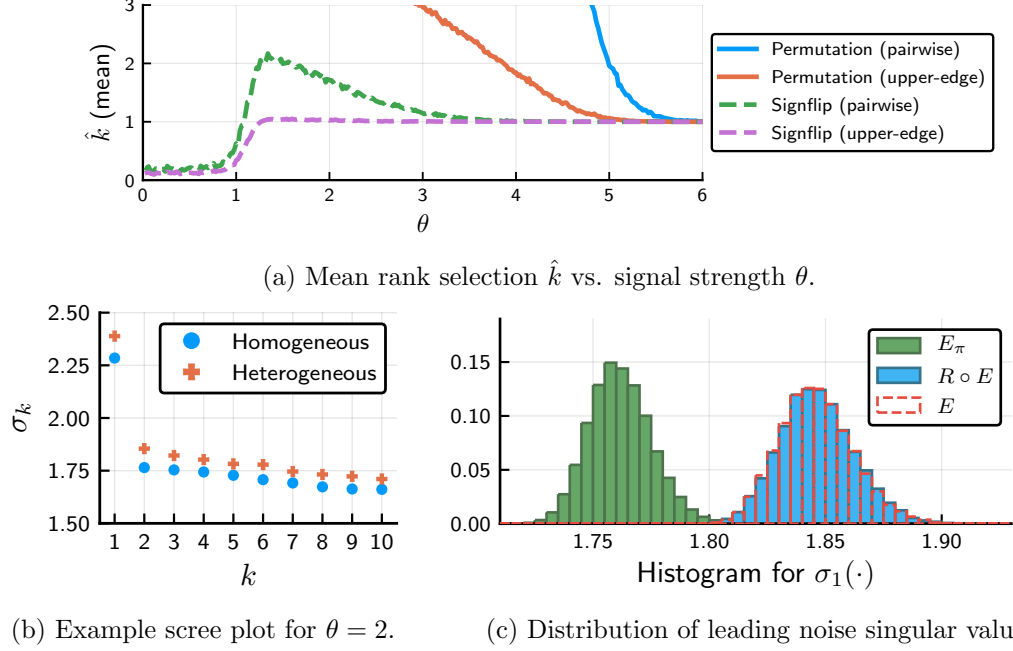 3
2
1
0
k̂ (mean)
0 1 2 3 4 5 6
θ
Permutation (pairwise)
Permutation (upper-edge)
Signflip (pairwise)
Signflip (upper-edge)
(a) Mean rank selection k̂ vs. signal strength θ.
2.50
2.25
2.00
1.75
1.50
σₖ
Homogeneous
Heterogeneous
1 2 3 4 5 6 7 8 9 10
k
(b) Example scree plot for θ = 2.
0.15
0.10
0.05
0.00
E_π
R ∘ E
E
1.75 1.80 1.85 1.90
Histogram for σ₁(·)
(c) Distribution of leading noise singular valu